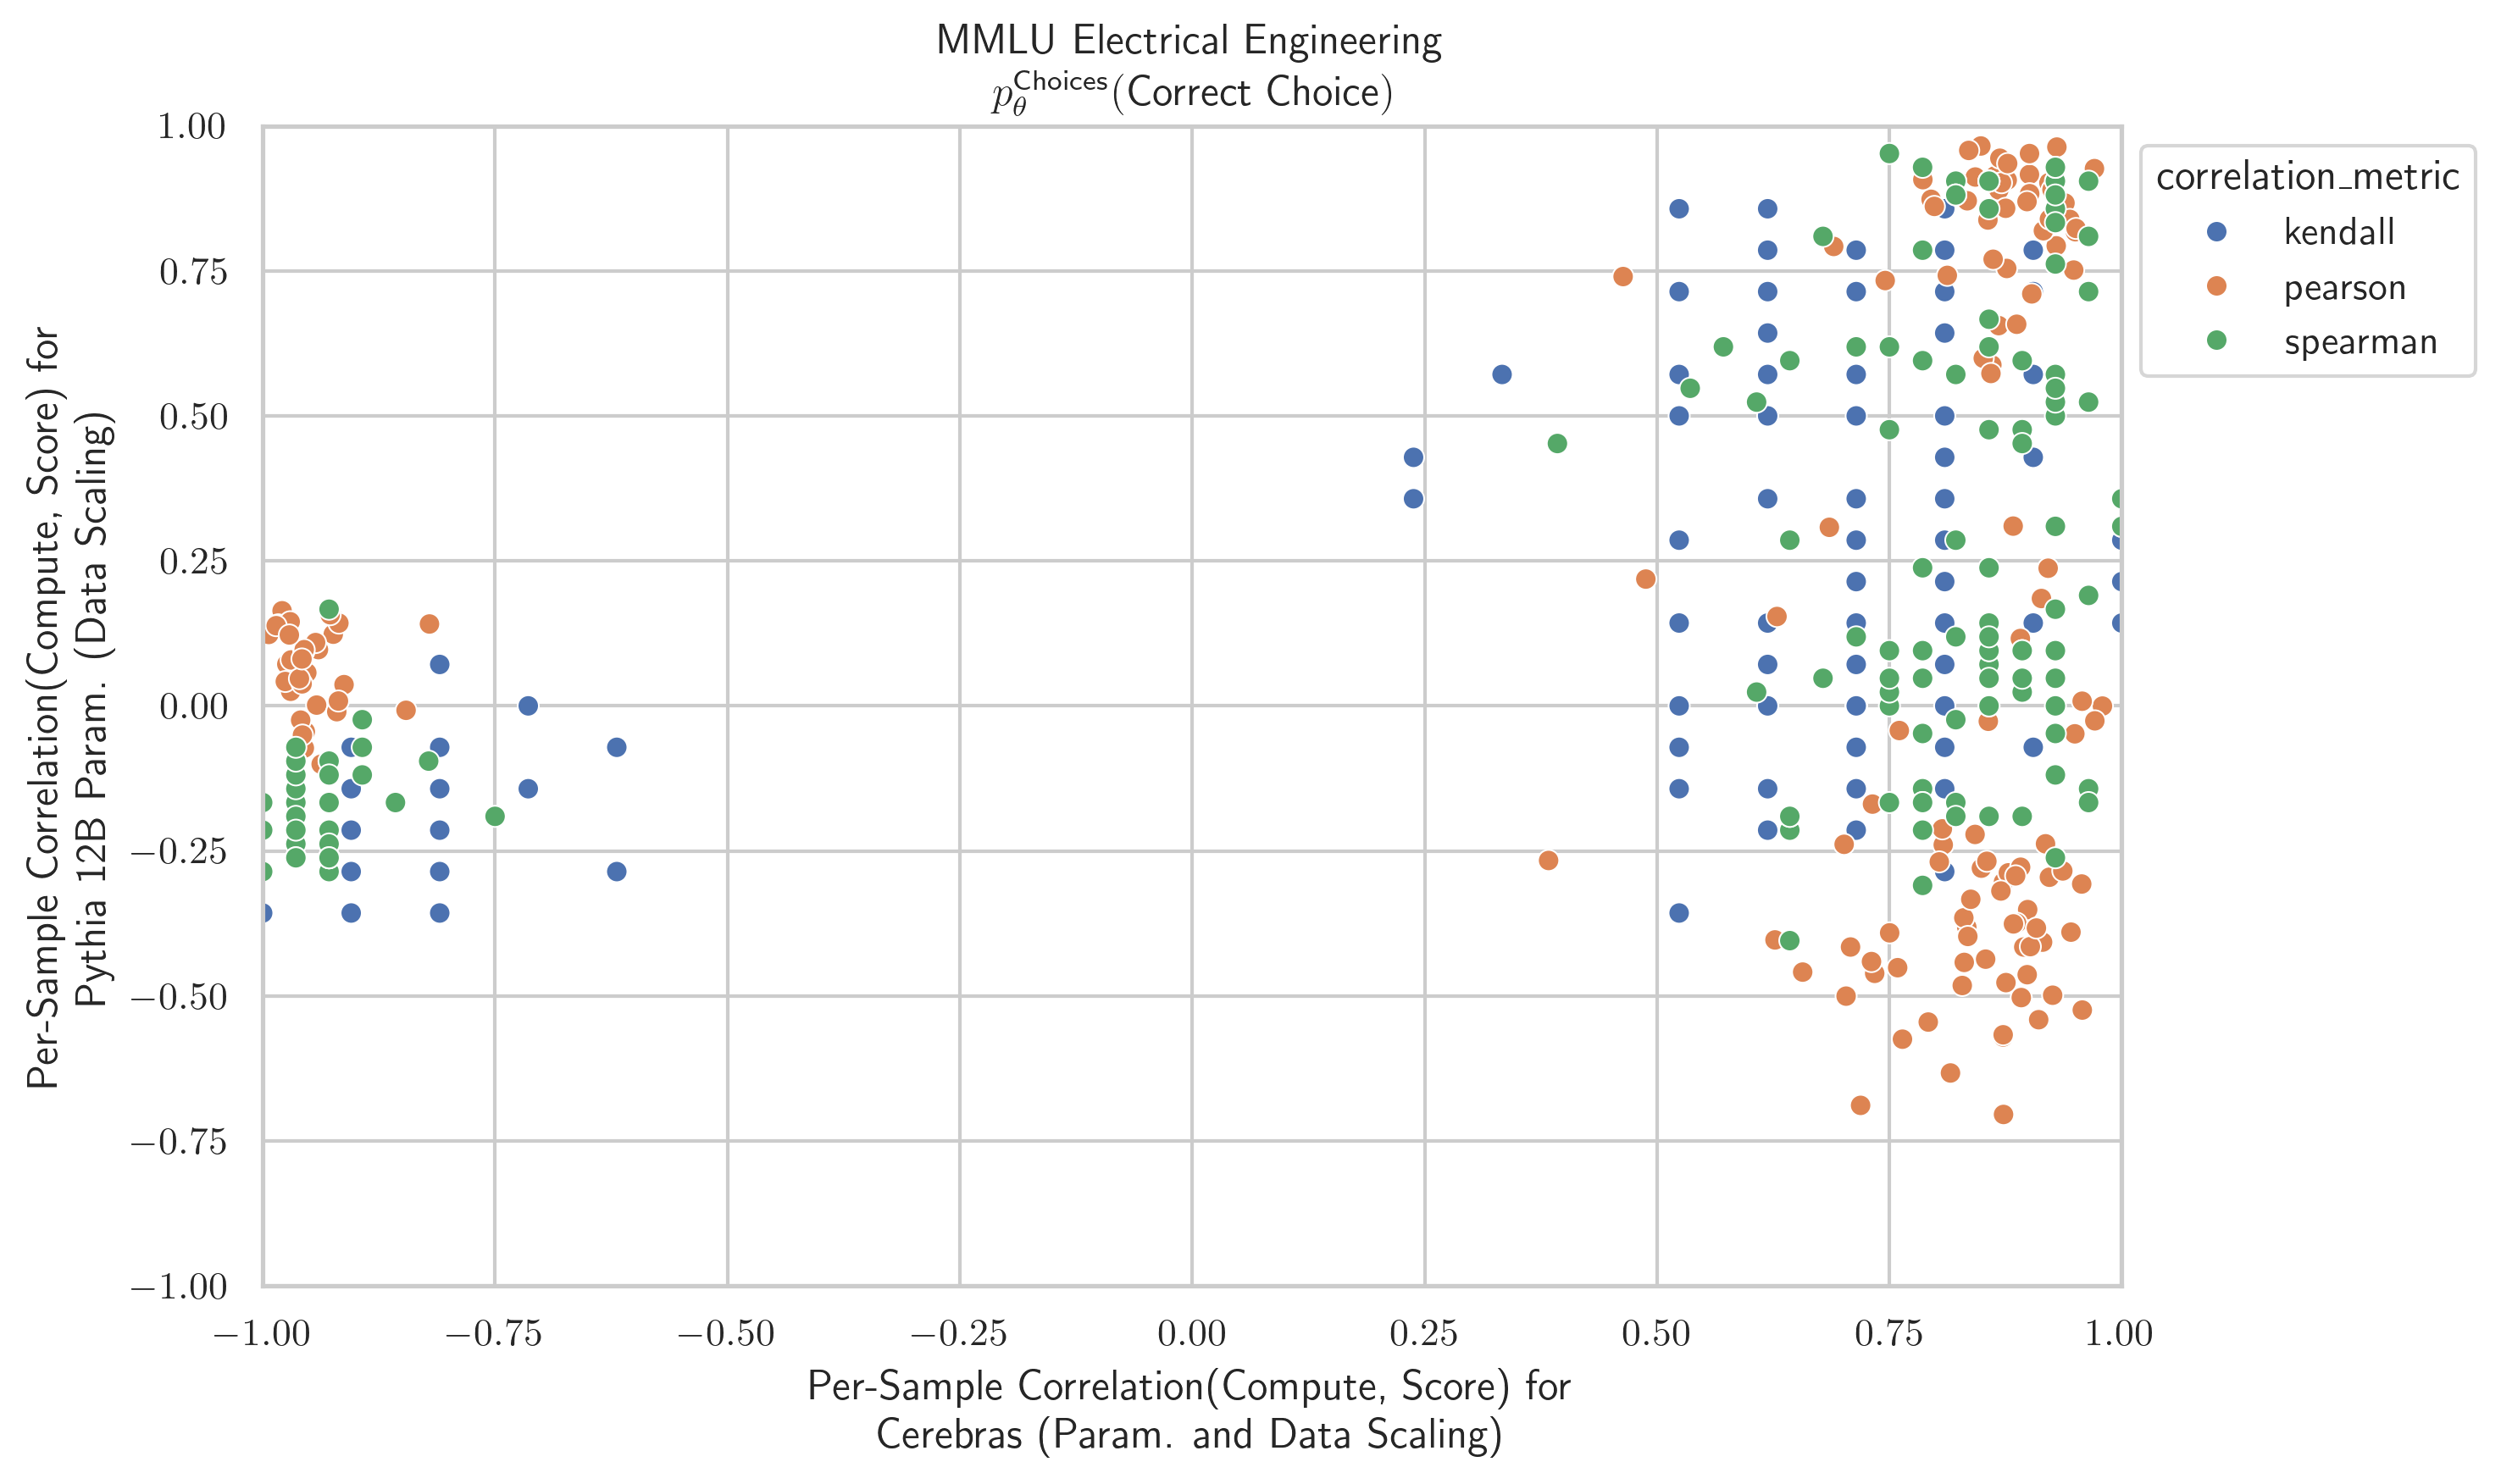 MMLU Electrical Engineering
p_θ^Choices(Correct Choice)
1.00
0.75
0.50
0.25
0.00
−0.25
−0.50
−0.75
−1.00
Per-Sample Correlation(Compute, Score) for
Pythia 12B Param. (Data Scaling)
correlation_metric
kendall
pearson
spearman
−1.00 −0.75 −0.50 −0.25 0.00 0.25 0.50 0.75 1.00
Per-Sample Correlation(Compute, Score) for
Cerebras (Param. and Data Scaling)